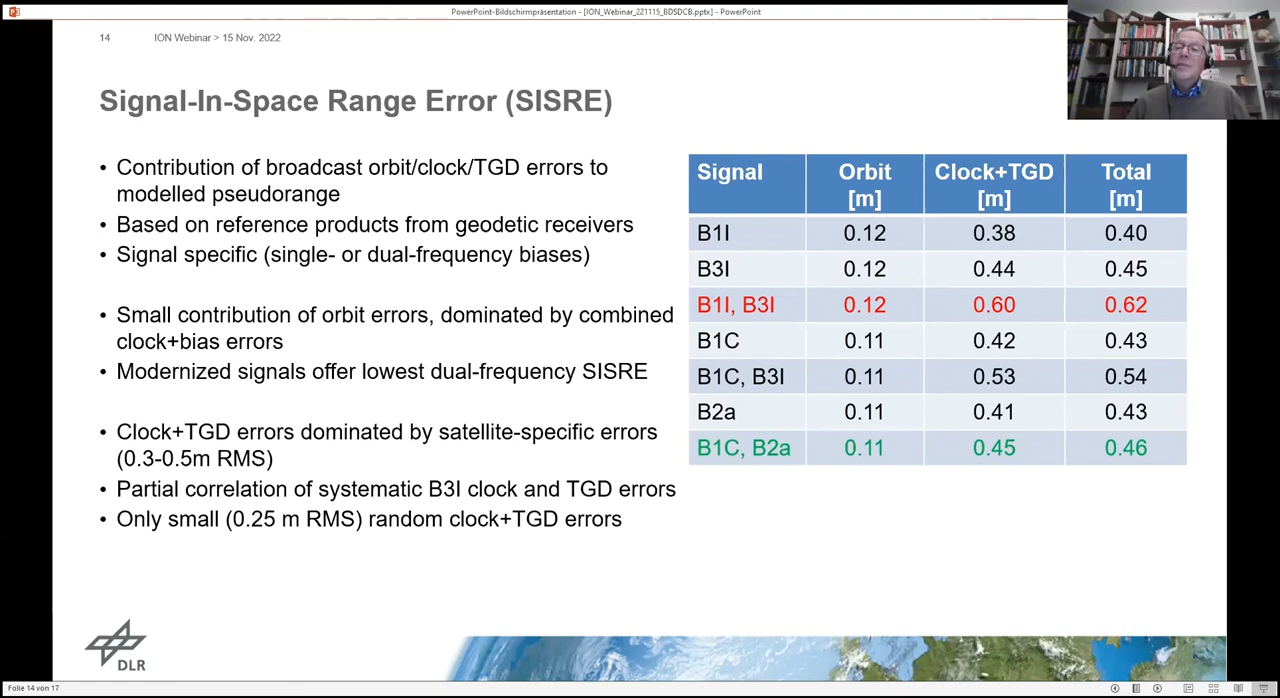 PowerPoint-Bildschirmpräsentation - [ION_Webinar_221115_BDSDCB.pptx] - PowerPoint
14 ION Webinar > 15 Nov. 2022
Signal-In-Space Range Error (SISRE)
• Contribution of broadcast orbit/clock/TGD errors to
modelled pseudorange
• Based on reference products from geodetic receivers
• Signal specific (single- or dual-frequency biases)
• Small contribution of orbit errors, dominated by combined
clock+bias errors
• Modernized signals offer lowest dual-frequency SISRE
• Clock+TGD errors dominated by satellite-specific errors
(0.3-0.5m RMS)
• Partial correlation of systematic B3I clock and TGD errors
• Only small (0.25 m RMS) random clock+TGD errors
Signal Orbit Clock+TGD Total
[m] [m] [m]
B1I 0.12 0.38 0.40
B3I 0.12 0.44 0.45
B1I, B3I 0.12 0.60 0.62
B1C 0.11 0.42 0.43
B1C, B3I 0.11 0.53 0.54
B2a 0.11 0.41 0.43
B1C, B2a 0.11 0.45 0.46
DLR
Folie 14 von 17